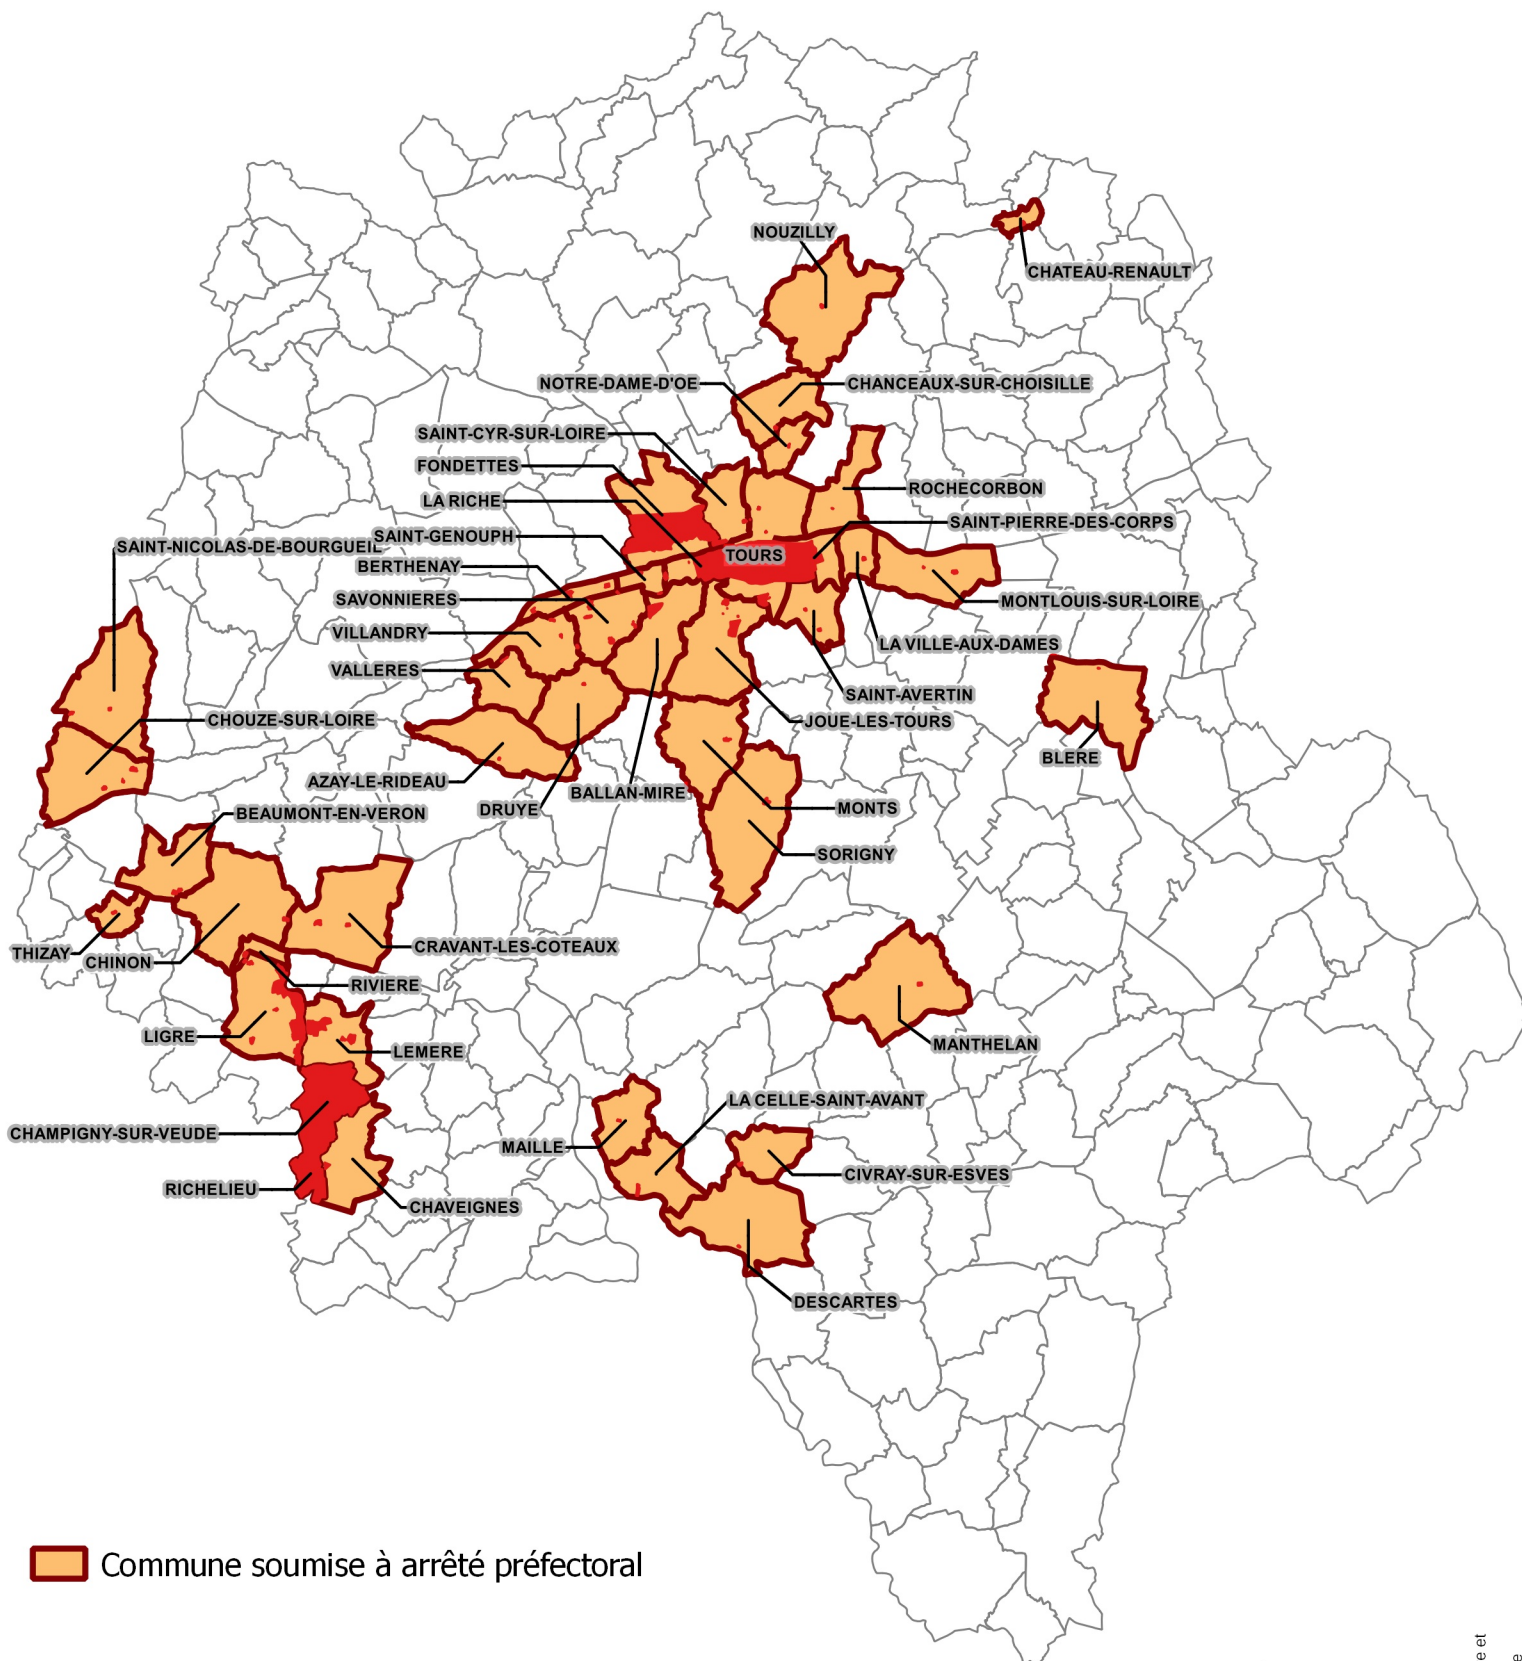 NOUZILLY
CHATEAU-RENAULT
NOTRE-DAME-D'OE
CHANCEAUX-SUR-CHOISILLE
SAINT-CYR-SUR-LOIRE
FONDETTES
ROCHECORBON
LA RICHE
SAINT-PIERRE-DES-CORPS
SAINT-GENOUPH
SAINT-NICOLAS-DE-BOURGUEIL
TOURS
BERTHENAY
SAVONNIERES
MONTLOUIS-SUR-LOIRE
VILLANDRY
LA VILLE-AUX-DAMES
VALLERES
SAINT-AVERTIN
CHOUZE-SUR-LOIRE
JOUE-LES-TOURS
BLERE
AZAY-LE-RIDEAU
BALLAN-MIRE
DRUYE
MONTS
BEAUMONT-EN-VERON
SORIGNY
CRAVANT-LES-COTEAUX
THIZAY
CHINON
RIVIERE
LIGRE
MANTHELAN
LEMERE
LA CELLE-SAINT-AVANT
CHAMPIGNY-SUR-VEUDE
MAILLE
CIVRAY-SUR-ESVES
RICHELIEU
CHAVEIGNES
DESCARTES
Commune soumise à arrêté préfectoral
e et
e